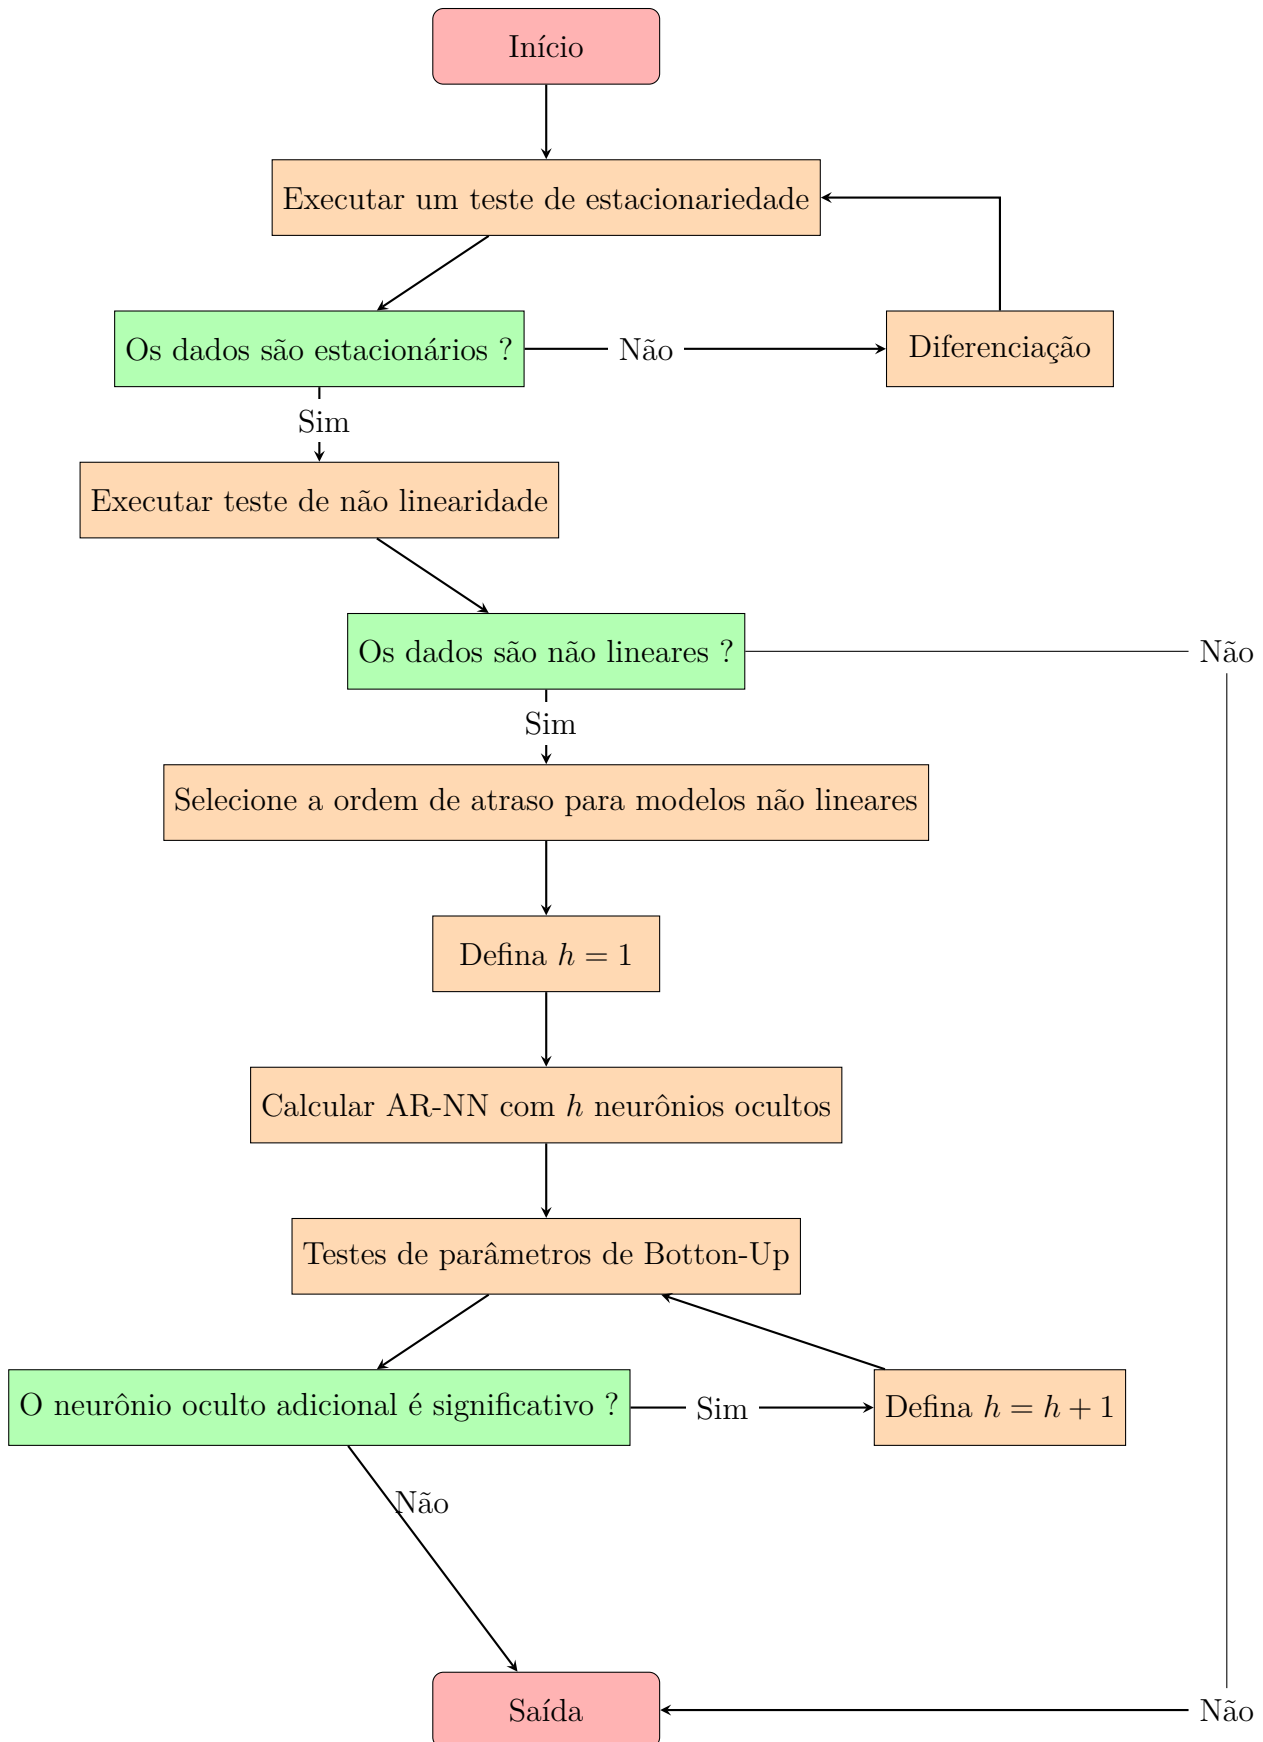 Início
Executar um teste de estacionariedade
Os dados são estacionários ?
Não
Diferenciação
Sim
Executar teste de não linearidade
Os dados são não lineares ?
Não
Sim
Selecione a ordem de atraso para modelos não lineares
Defina h = 1
Calcular AR-NN com h neurônios ocultos
Testes de parâmetros de Botton-Up
O neurônio oculto adicional é significativo ?
Sim
Defina h = h + 1
Não
Saída
Não